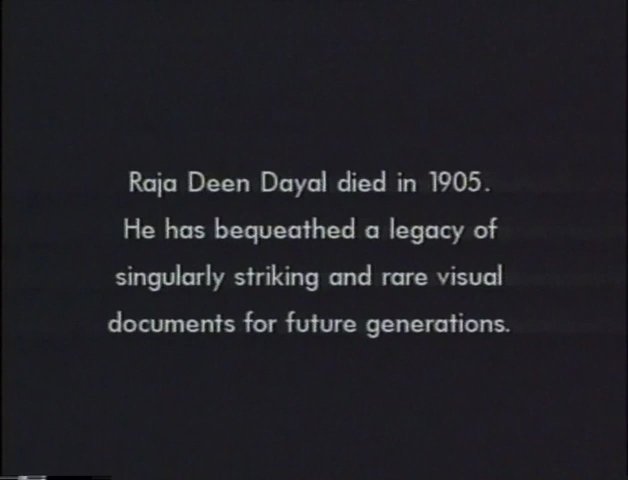 Raja Deen Dayal died in 1905.
He has bequeathed a legacy of
singularly striking and rare visual
documents for future generations.